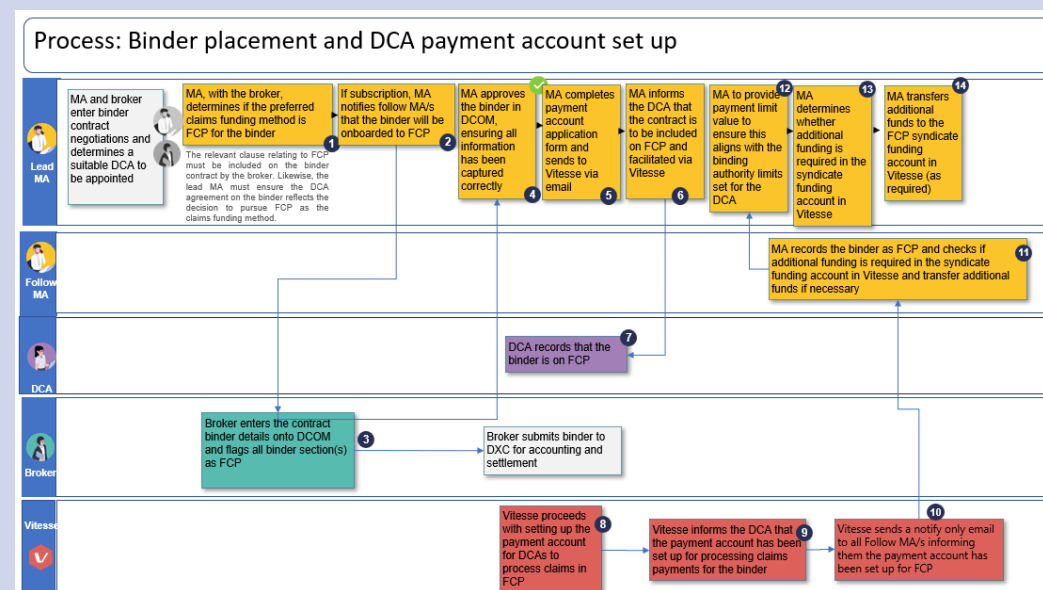 Process: Binder placement and DCA payment account set up
Lead
MA
MA and broker
enter binder
contract
negotiations and
determines a
suitable DCA to
be appointed
MA, with the broker,
determines if the preferred
claims funding method is
FCP for the binder
1
The relevant clause relating to FCP
must be included on the binder
contract by the broker. Likewise, the
lead MA must ensure the DCA
agreement on the binder reflects the
decision to pursue FCP as the
claims funding method.
If subscription, MA
notifies follow MA/s
that the binder will be
onboarded to FCP
2
MA approves
the binder in
DCOM,
ensuring all
information
has been
captured
correctly
4
MA completes
payment
account
application
form and
sends to
Vitesse via
email
5
MA informs
the DCA that
the contract is
to be included
on FCP and
facilitated via
Vitesse
6
MA to provide
payment limit
value to
ensure this
aligns with the
binding
authority limits
set for the
DCA
12
MA
determines
whether
additional
funding is
required in the
syndicate
funding
account in
Vitesse
13
MA transfers
additional
funds to the
FCP syndicate
funding
account in
Vitesse (as
required)
14
Follow
MA
MA records the binder as FCP and checks if
additional funding is required in the syndicate
funding account in Vitesse and transfer additional
funds if necessary
11
DCA
DCA records that the
binder is on FCP
7
Broker
Broker enters the contract
binder details onto DCOM
and flags all binder section(s)
as FCP
3
Broker submits binder to
DXC for accounting and
settlement
Vitesse
Vitesse proceeds
with setting up the
payment account
for DCAs to
process claims in
FCP
8
Vitesse informs the DCA that
the payment account has been
set up for processing claims
payments for the binder
9
Vitesse sends a notify only email
to all Follow MA/s informing
them the payment account has
been set up for FCP
10